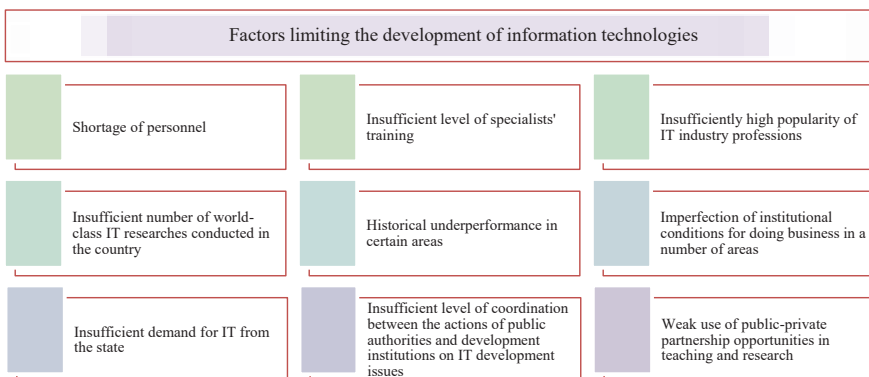 Factors limiting the development of information technologies
Shortage of personnel
Insufficient level of specialists'
training
Insufficiently high popularity of
IT industry professions
Insufficient number of world-
class IT researches conducted in
the country
Historical underperformance in
certain areas
Imperfection of institutional
conditions for doing business in a
number of areas
Insufficient demand for IT from
the state
Insufficient level of coordination
between the actions of public
authorities and development
institutions on IT development
issues
Weak use of public-private
partnership opportunities in
teaching and research